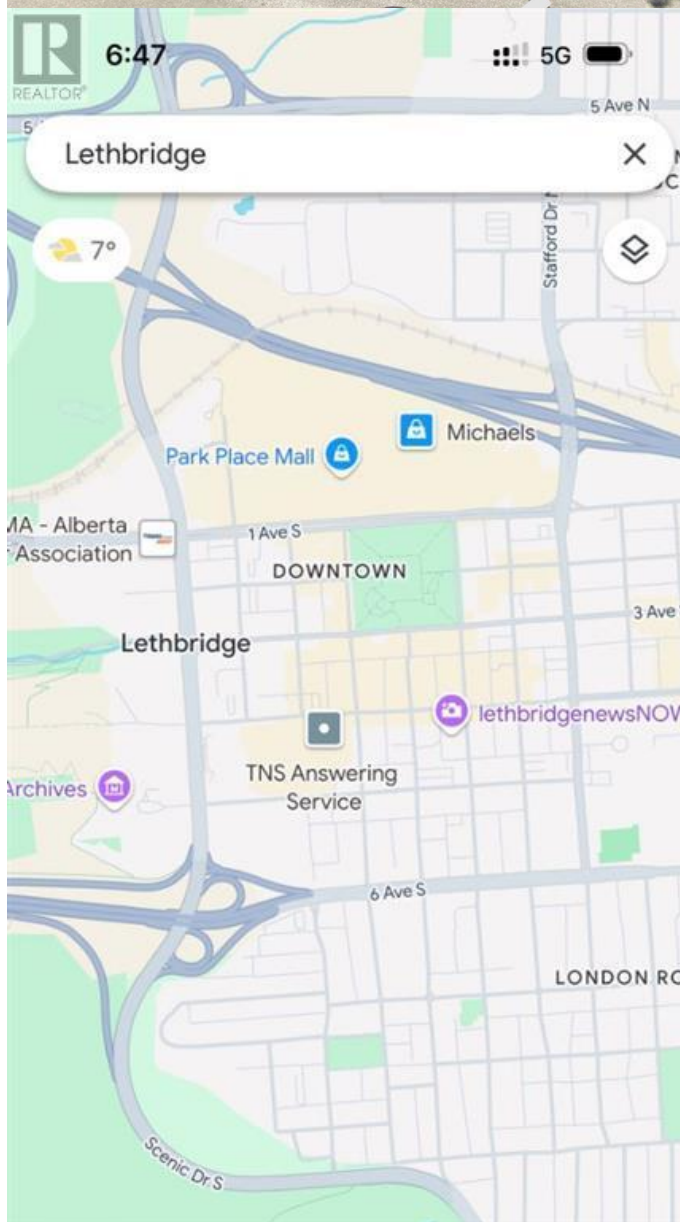 REALTOR®
6:47
5G
5 Ave N
Lethbridge
Stafford Dr N
7°
Michaels
Park Place Mall
MA - Alberta
Association
1 Ave S
DOWNTOWN
3 Ave
Lethbridge
lethbridgenewsNOW
TNS Answering
Service
Archives
6 Ave S
LONDON RO
Scenic Dr S